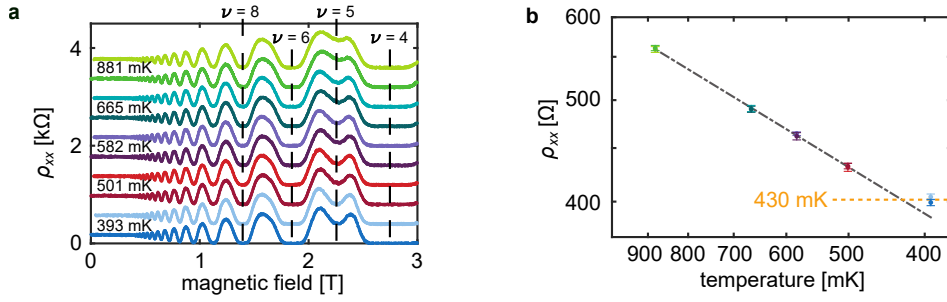 a
ν = 8
ν = 5
ν = 6
ν = 4
4
2
0
ρxx [kΩ]
881 mK
665 mK
582 mK
501 mK
393 mK
0
1
2
3
magnetic field [T]
b
600
500
400
ρxx [Ω]
430 mK
900
800
700
600
500
400
temperature [mK]